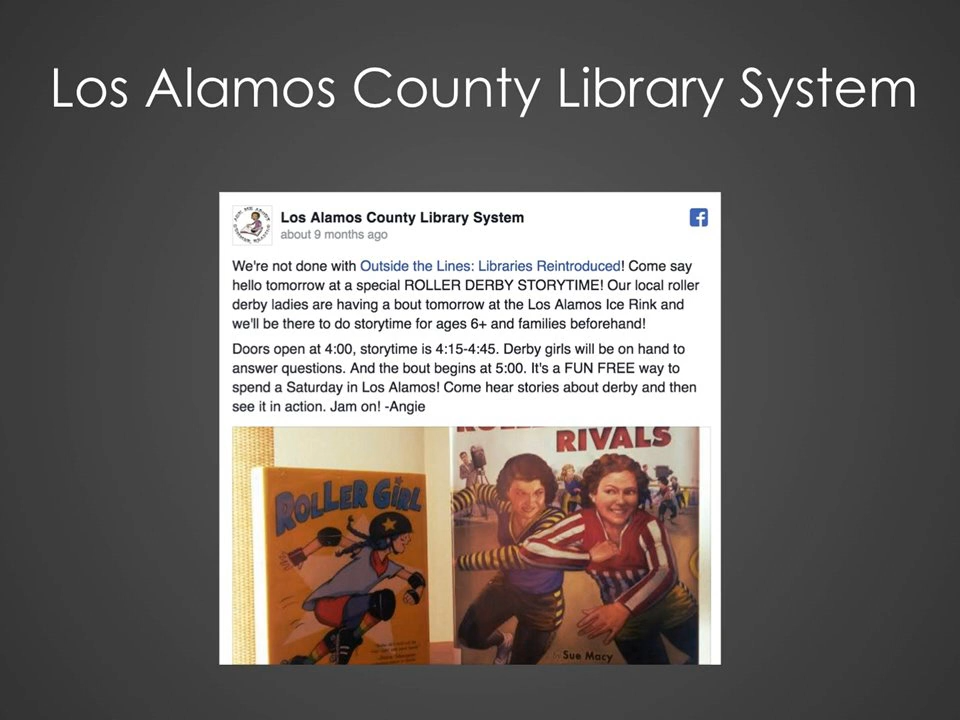 Los Alamos County Library System
Los Alamos County Library System
about 9 months ago
We're not done with Outside the Lines: Libraries Reintroduced! Come say
hello tomorrow at a special ROLLER DERBY STORYTIME! Our local roller
derby ladies are having a bout tomorrow at the Los Alamos Ice Rink and
we'll be there to do storytime for ages 6+ and families beforehand!
Doors open at 4:00, storytime is 4:15-4:45. Derby girls will be on hand to
answer questions. And the bout begins at 5:00. It's a FUN FREE way to
spend a Saturday in Los Alamos! Come hear stories about derby and then
see it in action. Jam on! -Angie
RIVALS
ROLLER GIRL
Sue Macy